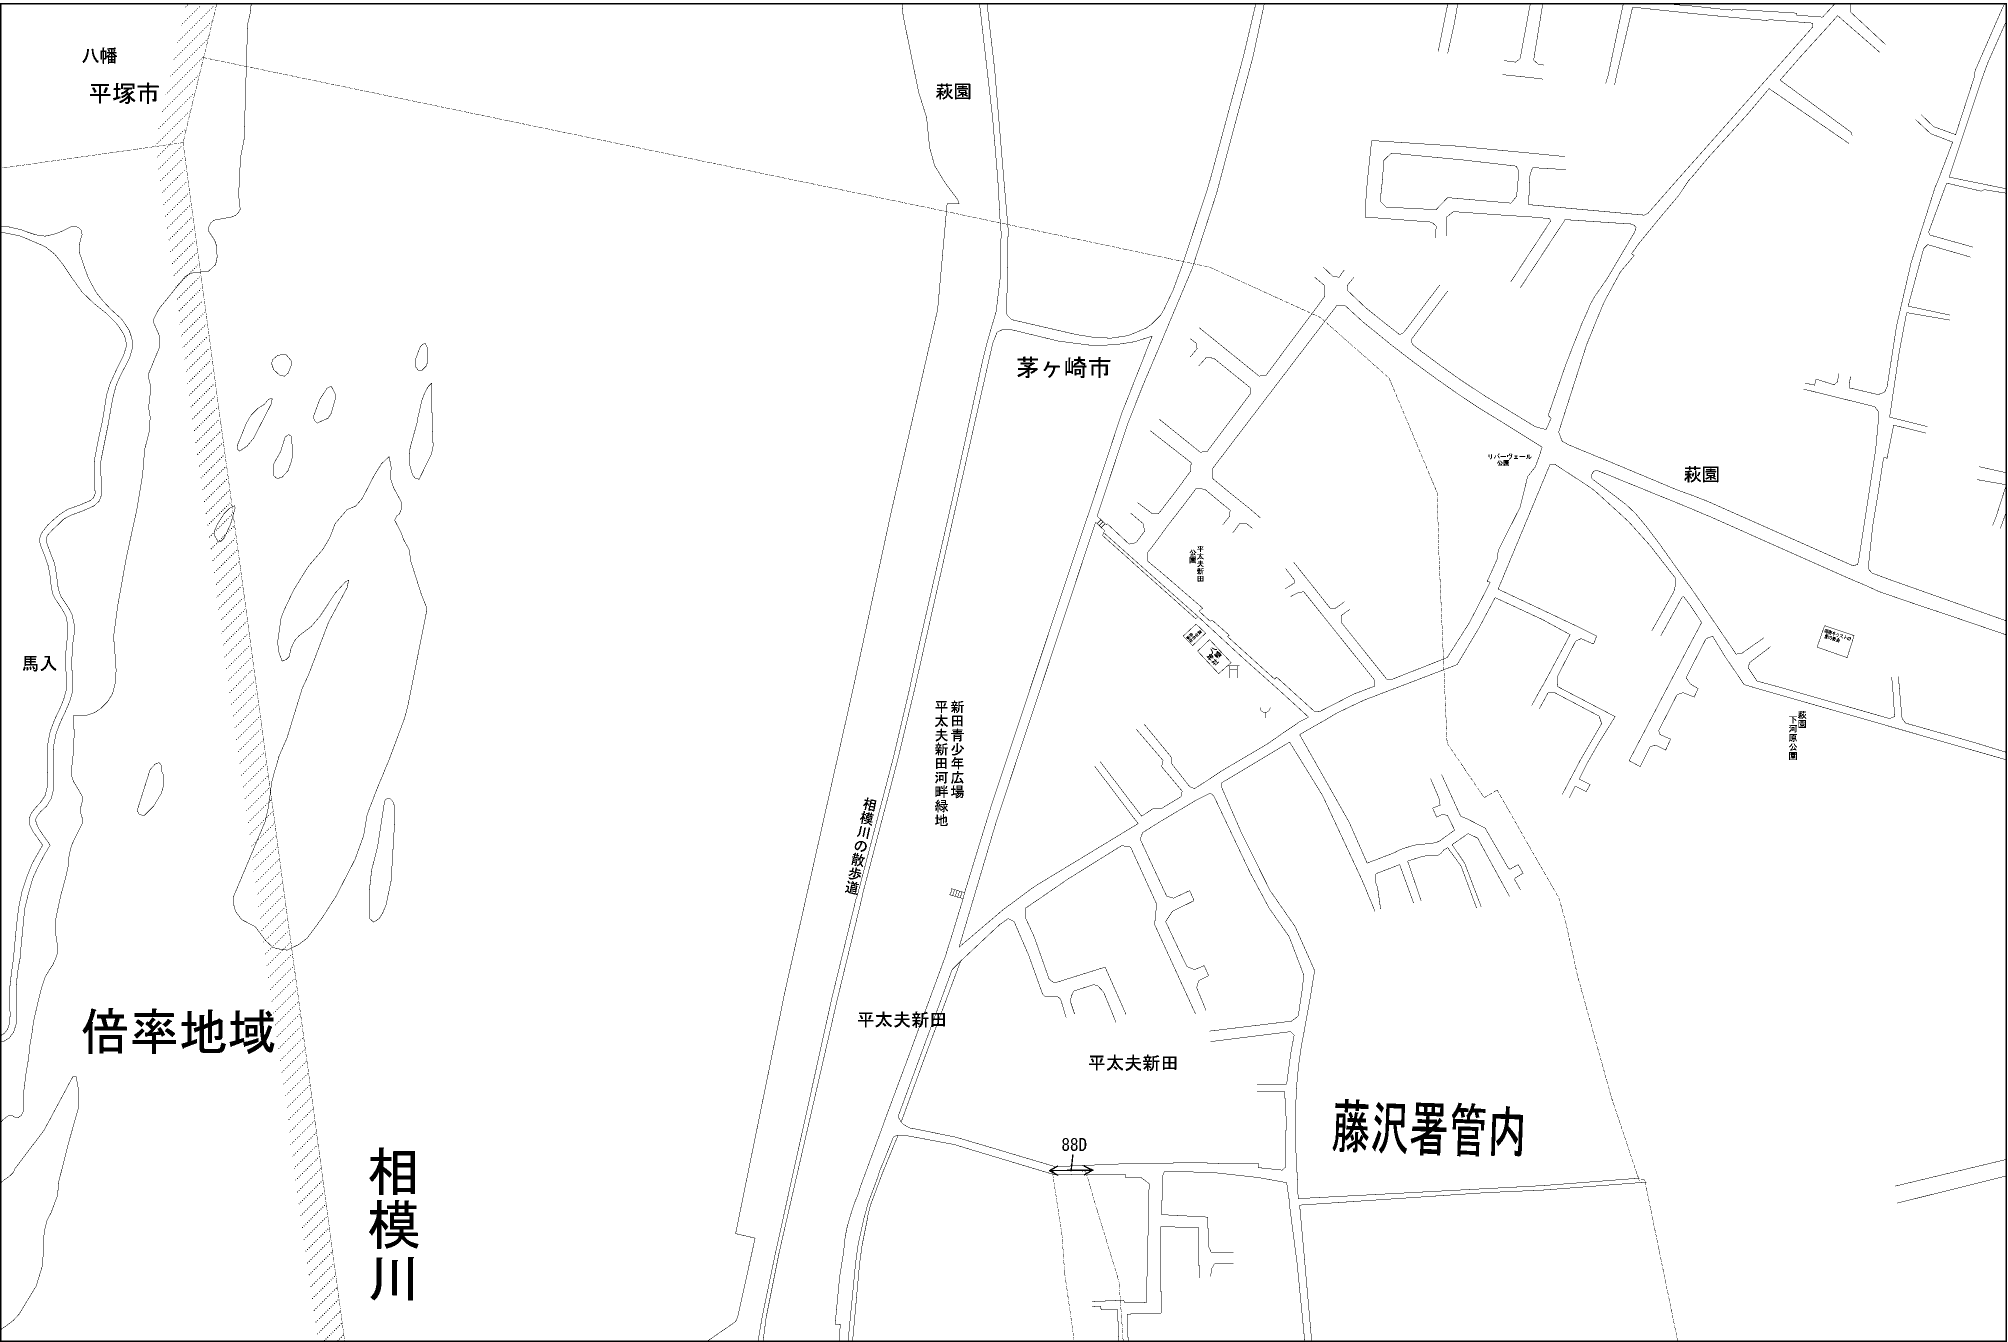 八幡
平塚市
萩園
茅ヶ崎市
リバーヴェール
公園
萩園
平太夫新田
公園
馬入
新田青少年広場
平太夫新田河畔緑地
相模川の散歩道
萩園
下河原公園
倍率地域
平太夫新田
平太夫新田
藤沢署管内
88D
相模川